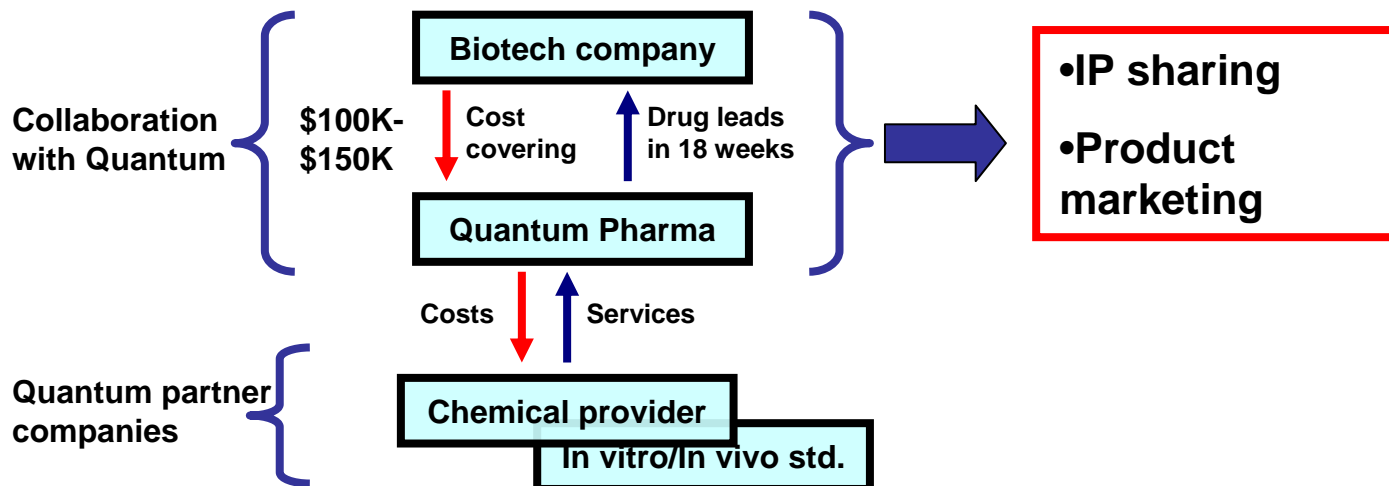 Biotech company
Collaboration
with Quantum
$100K-
$150K
Cost
covering
Drug leads
in 18 weeks
Quantum Pharma
•IP sharing
•Product
marketing
Costs
Services
Quantum partner
companies
Chemical provider
In vitro/In vivo std.